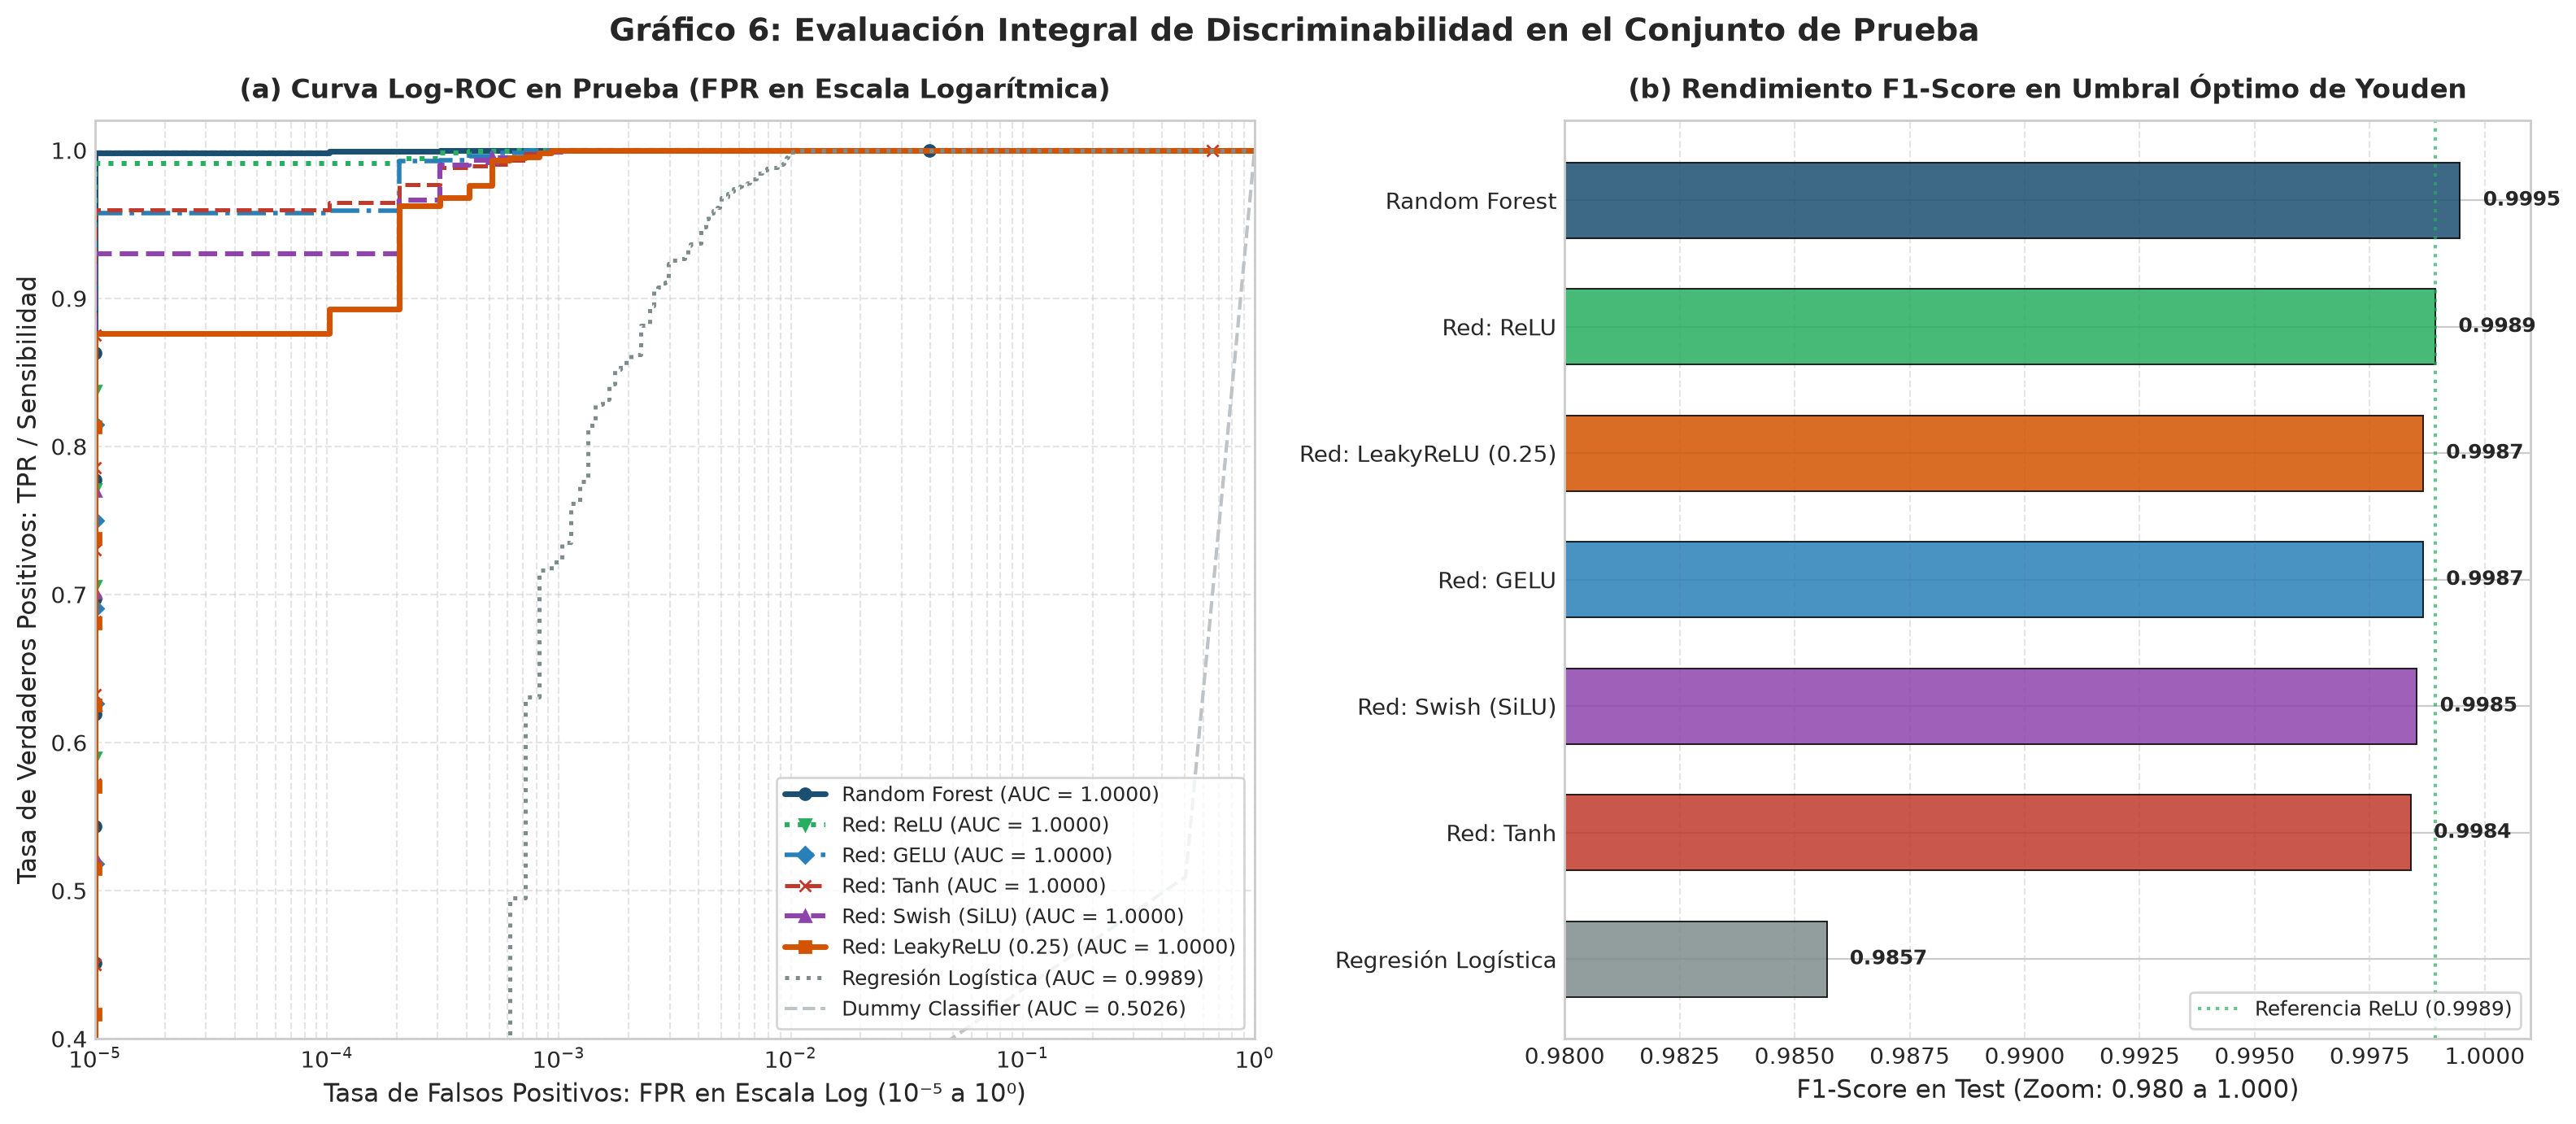 Gráfico 6: Evaluación Integral de Discriminabilidad en el Conjunto de Prueba
(a) Curva Log-ROC en Prueba (FPR en Escala Logarítmica)
Tasa de Verdaderos Positivos: TPR / Sensibilidad
1.0
0.9
0.8
0.7
0.6
0.5
0.4
10⁻⁵
10⁻⁴
10⁻³
10⁻²
10⁻¹
10⁰
Tasa de Falsos Positivos: FPR en Escala Log (10⁻⁵ a 10⁰)
Random Forest (AUC = 1.0000)
Red: ReLU (AUC = 1.0000)
Red: GELU (AUC = 1.0000)
Red: Tanh (AUC = 1.0000)
Red: Swish (SiLU) (AUC = 1.0000)
Red: LeakyReLU (0.25) (AUC = 1.0000)
Regresión Logística (AUC = 0.9989)
Dummy Classifier (AUC = 0.5026)
(b) Rendimiento F1-Score en Umbral Óptimo de Youden
Random Forest 0.9995
Red: ReLU 0.9989
Red: LeakyReLU (0.25) 0.9987
Red: GELU 0.9987
Red: Swish (SiLU) 0.9985
Red: Tanh 0.9984
Regresión Logística 0.9857
Referencia ReLU (0.9989)
0.9800 0.9825 0.9850 0.9875 0.9900 0.9925 0.9950 0.9975 1.0000
F1-Score en Test (Zoom: 0.980 a 1.000)